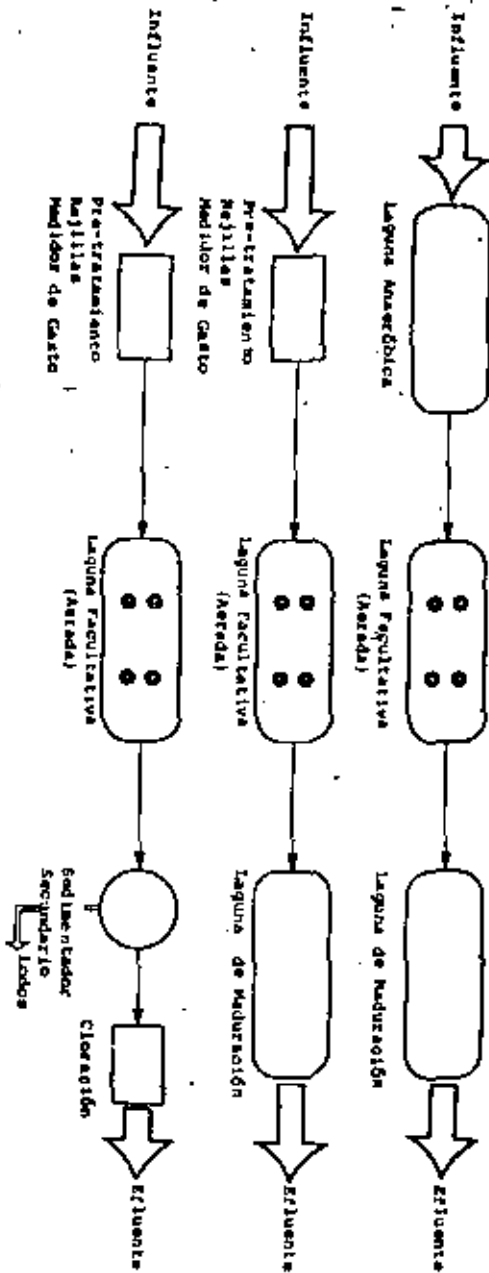 Influente
Laguna Anaeróbica
Laguna Facultativa
(Aerada)
Laguna de Maduración
Efluente
Influente
Pre-tratamiento
Rejillas
Medidor de Gasto
Laguna Facultativa
(Aerada)
Laguna de Maduración
Efluente
Influente
Pre-tratamiento
Rejillas
Medidor de Gasto
Laguna Facultativa
(Aerada)
Sedimentador
Secundario
Lodos
Cloración
Efluente